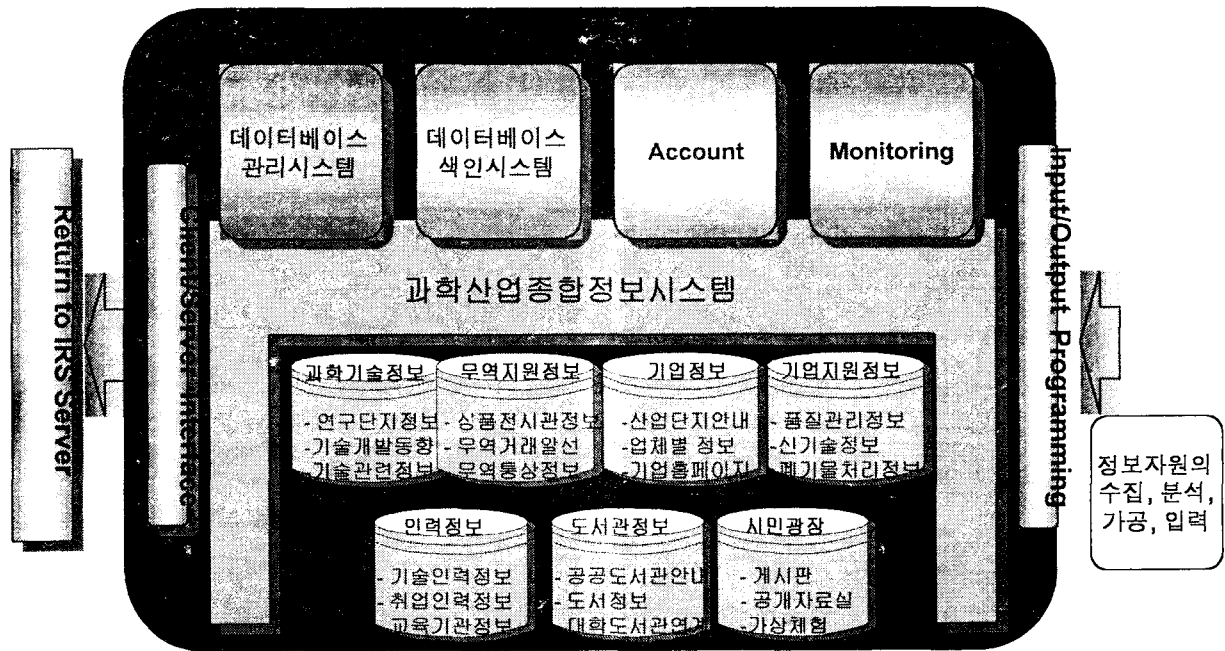 데이터베이스
관리시스템
데이터베이스
색인시스템
Account
Monitoring
Return to IRS Server
Client/Server Interface
Input/Output Programming
과학산업종합정보시스템
과학기술정보
- 연구단지정보
-기술개발동향
-기술관련정보
무역지원정보
- 상품전시관정보
-무역거래알선
-무역통상정보
기업정보
-산업단지안내
-업체별 정보
-기업홈페이지
기업지원정보
- 품질관리정보
-신기술정보
-폐기물처리정보
인력정보
- 기술인력정보
- 취업인력정보
- 교육기관정보
도서관정보
- 공공도서관안내
-도서정보
-대학도서관연계
시민광장
- 게시판
-공개자료실
-가상체험
정보자원의
수집, 분석,
가공, 입력